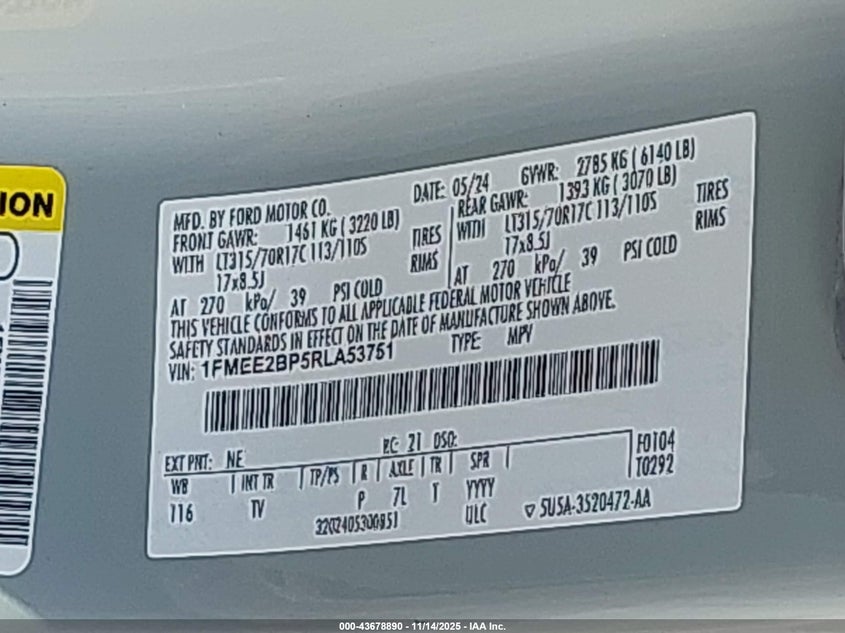 ION
MFD. BY FORD MOTOR CO.
DATE: 05/24 GVWR: 2785 KG ( 6140 LB)
FRONT GAWR: 1461 KG ( 3220 LB)
WITH LT315/70R17C 113/110S TIRES
17x8.5J RIMS
AT 270 kPa/ 39 PSI COLD
REAR GAWR: 1393 KG ( 3070 LB)
WITH LT315/70R17C 113/110S TIRES
17x8.5J RIMS
AT 270 kPa/ 39 PSI COLD
THIS VEHICLE CONFORMS TO ALL APPLICABLE FEDERAL MOTOR VEHICLE
SAFETY STANDARDS IN EFFECT ON THE DATE OF MANUFACTURE SHOWN ABOVE.
VIN: 1FMEE2BP5RLA53751 TYPE: MPV
EXT PNT: NE RC: 21 DSO:
WB INT TR TP/PS R AXLE TR SPR
116 TV P 7L T YYYY
ULC
F0104
T0292
5U5A-3520472-AA
000-43678890 - 11/14/2025 - IAA Inc.